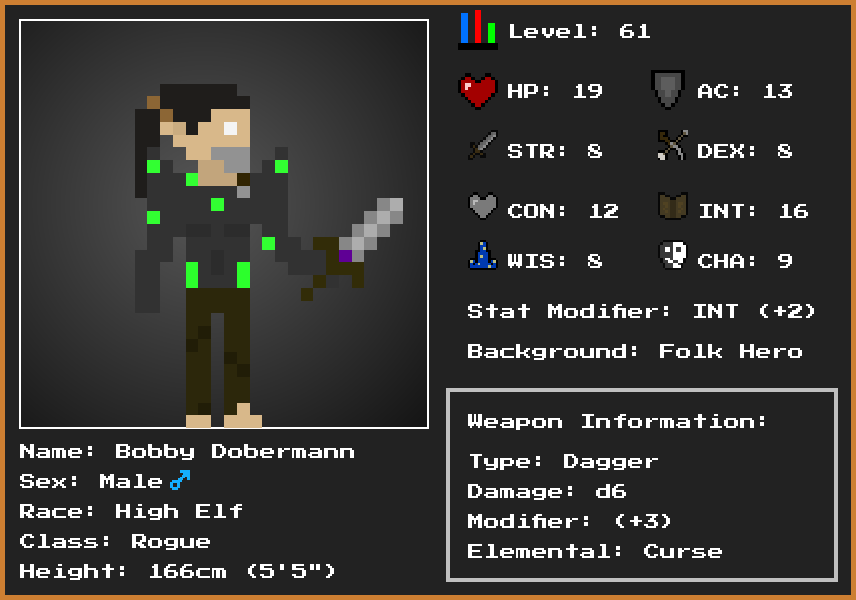 Level: 61
HP: 19
AC: 13
STR: 8
DEX: 8
CON: 12
INT: 16
WIS: 8
CHA: 9
Stat Modifier: INT (+2)
Background: Folk Hero
Name: Bobby Dobermann
Sex: Male ♂
Race: High Elf
Class: Rogue
Height: 166cm (5'5")
Weapon Information:
Type: Dagger
Damage: d6
Modifier: (+3)
Elemental: Curse